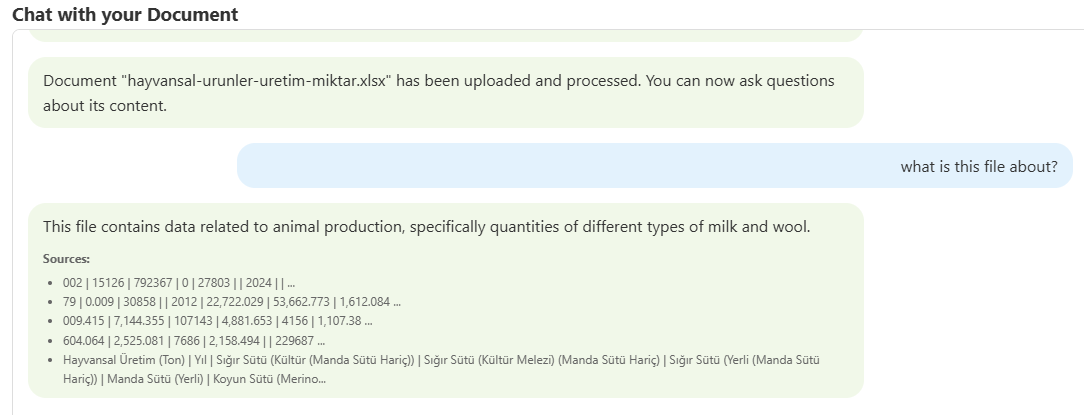 Chat with your Document
Document "hayvansal-urunler-uretim-miktar.xlsx" has been uploaded and processed. You can now ask questions
about its content.
what is this file about?
This file contains data related to animal production, specifically quantities of different types of milk and wool.
Sources:
• 002 | 15126 | 792367 | 0 | 27803 | | 2024 | | ...
• 79 | 0.009 | 30858 | | 2012 | 22,722.029 | 53,662.773 | 1,612.084 ...
• 009.415 | 7,144.355 | 107143 | 4,881.653 | 4156 | 1,107.38 ...
• 604.064 | 2,525.081 | 7686 | 2,158.494 | | 229687 ...
• Hayvansal Üretim (Ton) | Yıl | Sığır Sütü (Kültür (Manda Sütü Hariç)) | Sığır Sütü (Kültür Melezi) (Manda Sütü Hariç) | Sığır Sütü (Yerli (Manda Sütü
Hariç)) | Manda Sütü (Yerli) | Koyun Sütü (Merino...